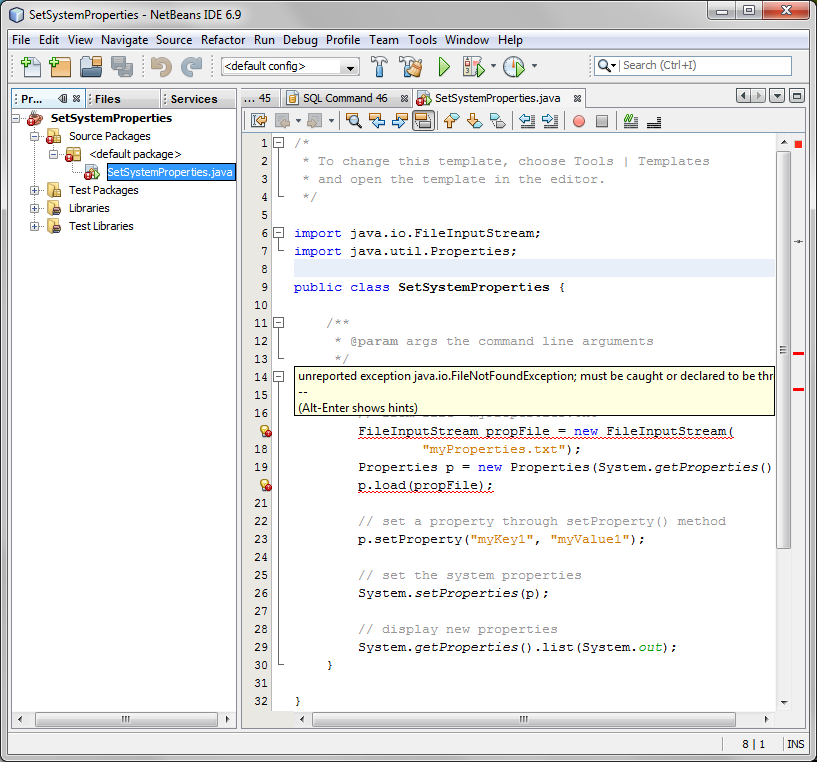 SetSystemProperties - NetBeans IDE 6.9
File Edit View Navigate Source Refactor Run Debug Profile Team Tools Window Help
<default config>
Search (Ctrl+I)
Pr... Files Services
... 45 SQL Command 46 SetSystemProperties.java
SetSystemProperties
Source Packages
<default package>
SetSystemProperties.java
Test Packages
Libraries
Test Libraries
1 /*
2 * To change this template, choose Tools | Templates
3 * and open the template in the editor.
4 */
5
6 import java.io.FileInputStream;
7 import java.util.Properties;
8
9 public class SetSystemProperties {
10
11 /**
12 * @param args the command line arguments
13 */
14
unreported exception java.io.FileNotFoundException; must be caught or declared to be thr
15 --
(Alt-Enter shows hints)
16
FileInputStream propFile = new FileInputStream(
18 "myProperties.txt");
19 Properties p = new Properties(System.getProperties()
p.load(propFile);
21
22 // set a property through setProperty() method
23 p.setProperty("myKey1", "myValue1");
24
25 // set the system properties
26 System.setProperties(p);
27
28 // display new properties
29 System.getProperties().list(System.out);
30 }
31
32 }
8 | 1 INS